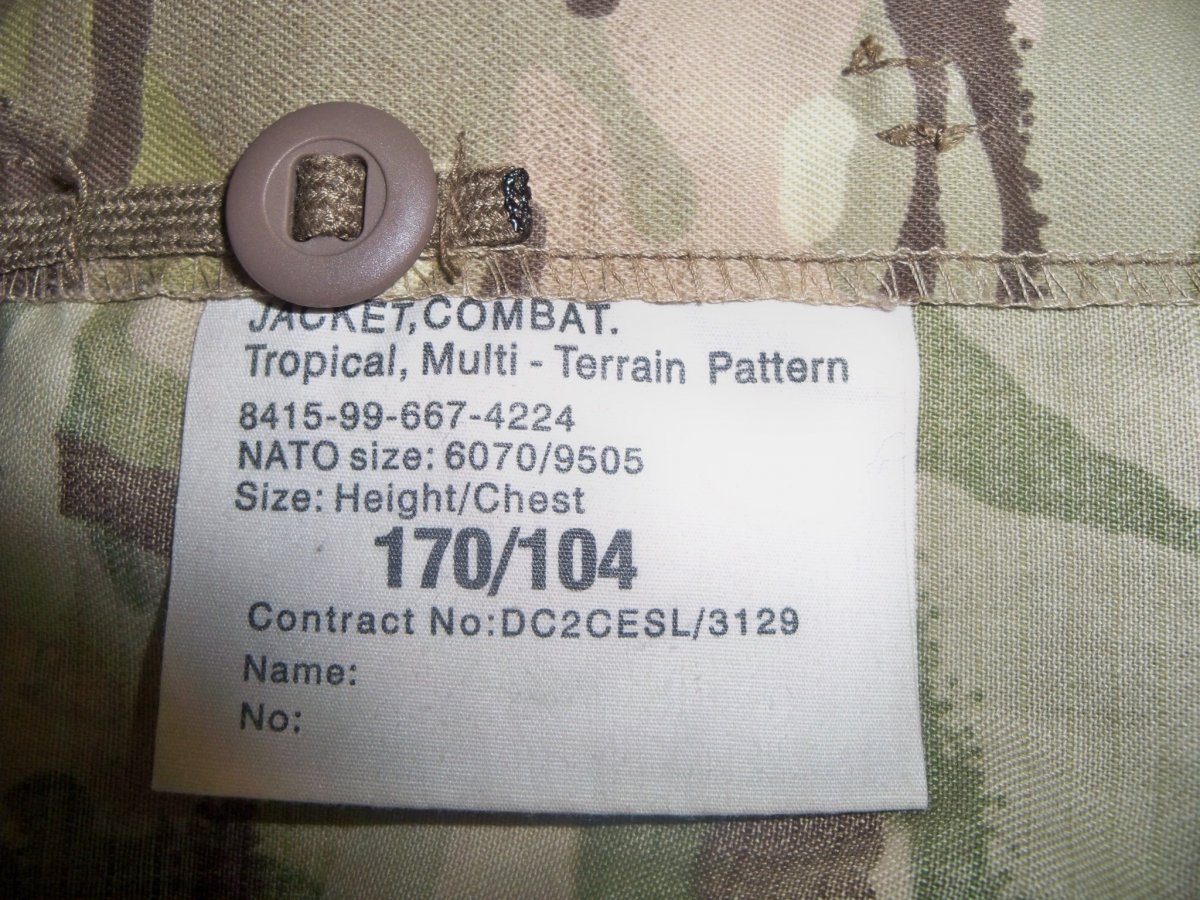 JACKET,COMBAT.
Tropical, Multi - Terrain Pattern
8415-99-667-4224
NATO size: 6070/9505
Size: Height/Chest
170/104
Contract No:DC2CESL/3129
Name:
No: